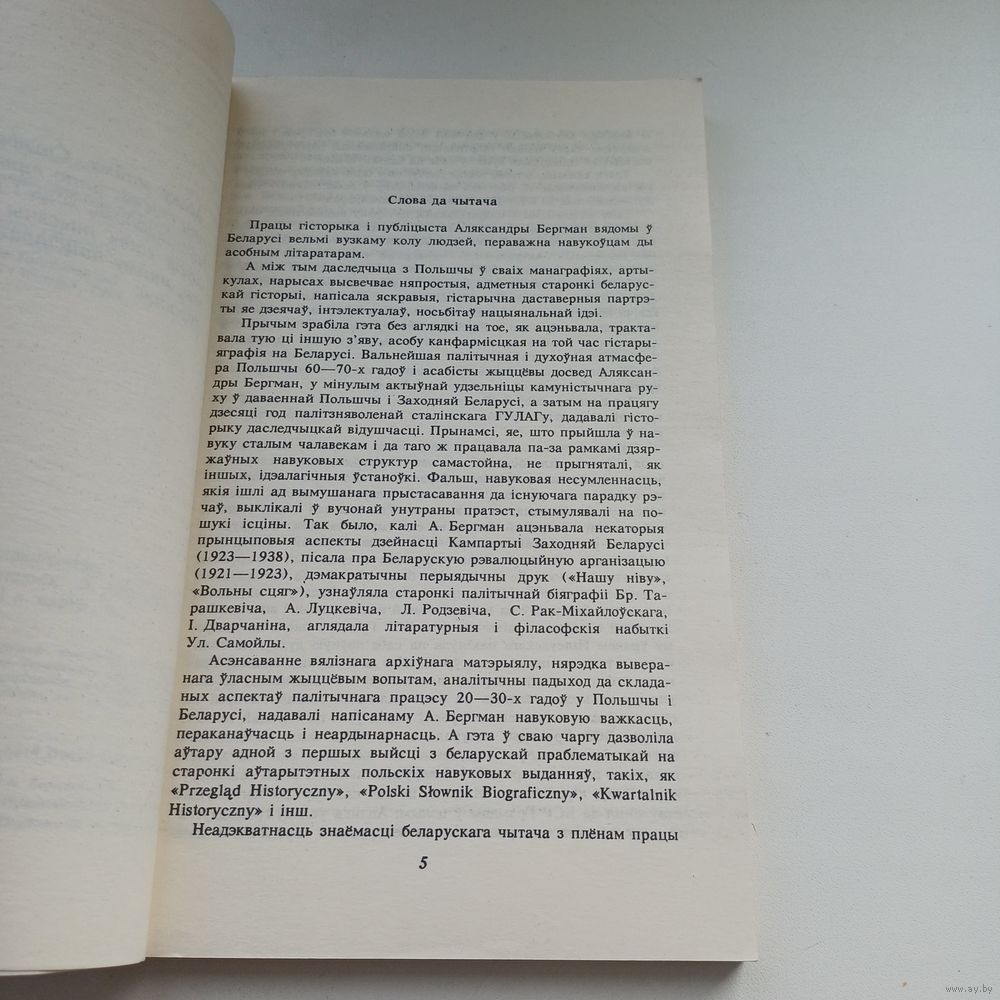 Слова да чытача
Працы гісторыка і публіцыста Аляксандры Бергман вядомы ў
Беларусі вельмі вузкаму колу людзей, пераважна навукоўцам ды
асобным літаратарам.
А між тым даследчыца з Польшчы ў сваіх манаграфіях, арты-
кулах, нарысах высвечвае няпростыя, адметныя старонкі беларус-
кай гісторыі, напісала яскравыя, гістарычна даставерныя партрэ-
ты яе дзеячаў, інтэлектуалаў, носьбітаў нацыянальнай ідэі.
Прычым зрабіла гэта без аглядкі на тое, як ацэньвала, тракта-
вала тую ці іншую з'яву, асобу канфармісцкая на той час гістары-
яграфія на Беларусі. Вальнейшая палітычная і духоўная атмасфе-
ра Польшчы 60—70-х гадоў і асабісты жыццёвы досвед Аляксан-
дры Бергман, у мінулым актыўнай удзельніцы камуністычнага ру-
ху ў даваеннай Польшчы і Заходняй Беларусі, а затым на працягу
дзесяці год палітзняволенай сталінскага ГУЛАГу, дадавалі гісто-
рыку даследчыцкай відушчасці. Прынамсі, яе, што прыйшла ў на-
вуку сталым чалавекам і да таго ж працавала па-за рамкамі дзяр-
жаўных навуковых структур самастойна, не прыгняталі, як
іншых, ідэалагічныя ўстаноўкі. Фальш, навуковая несумленнасць,
якія ішлі ад вымушанага прыстасавання да існуючага парадку рэ-
чаў, выклікалі ў вучонай унутраны пратэст, стымулявалі на по-
шукі ісціны. Так было, калі А. Бергман ацэньвала некаторыя
прынцыповыя аспекты дзейнасці Кампартыі Заходняй Беларусі
(1923—1938), пісала пра Беларускую рэвалюцыйную арганізацыю
(1921—1923), дэмакратычны перыядычны друк («Нашу ніву»,
«Вольны сцяг»), узнаўляла старонкі палітычнай біяграфіі Бр. Та-
рашкевіча, А. Луцкевіча, Л. Родзевіча, С. Рак-Міхайлоўскага,
І. Дварчаніна, аглядала літаратурныя і філасофскія набыткі
Ул. Самойлы.
Асэнсаванне вялізнага архіўнага матэрыялу, нярэдка вывера-
нага ўласным жыццёвым вопытам, аналітычны падыход да склада-
ных аспектаў палітычнага працэсу 20—30-х гадоў у Польшчы і
Беларусі, надавалі напісанаму А. Бергман навуковую важкасць,
пераканаўчасць і неардынарнасць. А гэта ў сваю чаргу дазволіла
аўтару адной з першых выйсці з беларускай праблематыкай на
старонкі аўтарытэтных польскіх навуковых выданняў, такіх, як
«Przegląd Historyczny», «Polski Słownik Biograficzny», «Kwartalnik
Historyczny» і інш.
Неадэкватнасць знаёмасці беларускага чытача з плёнам працы
5
www.ay.by